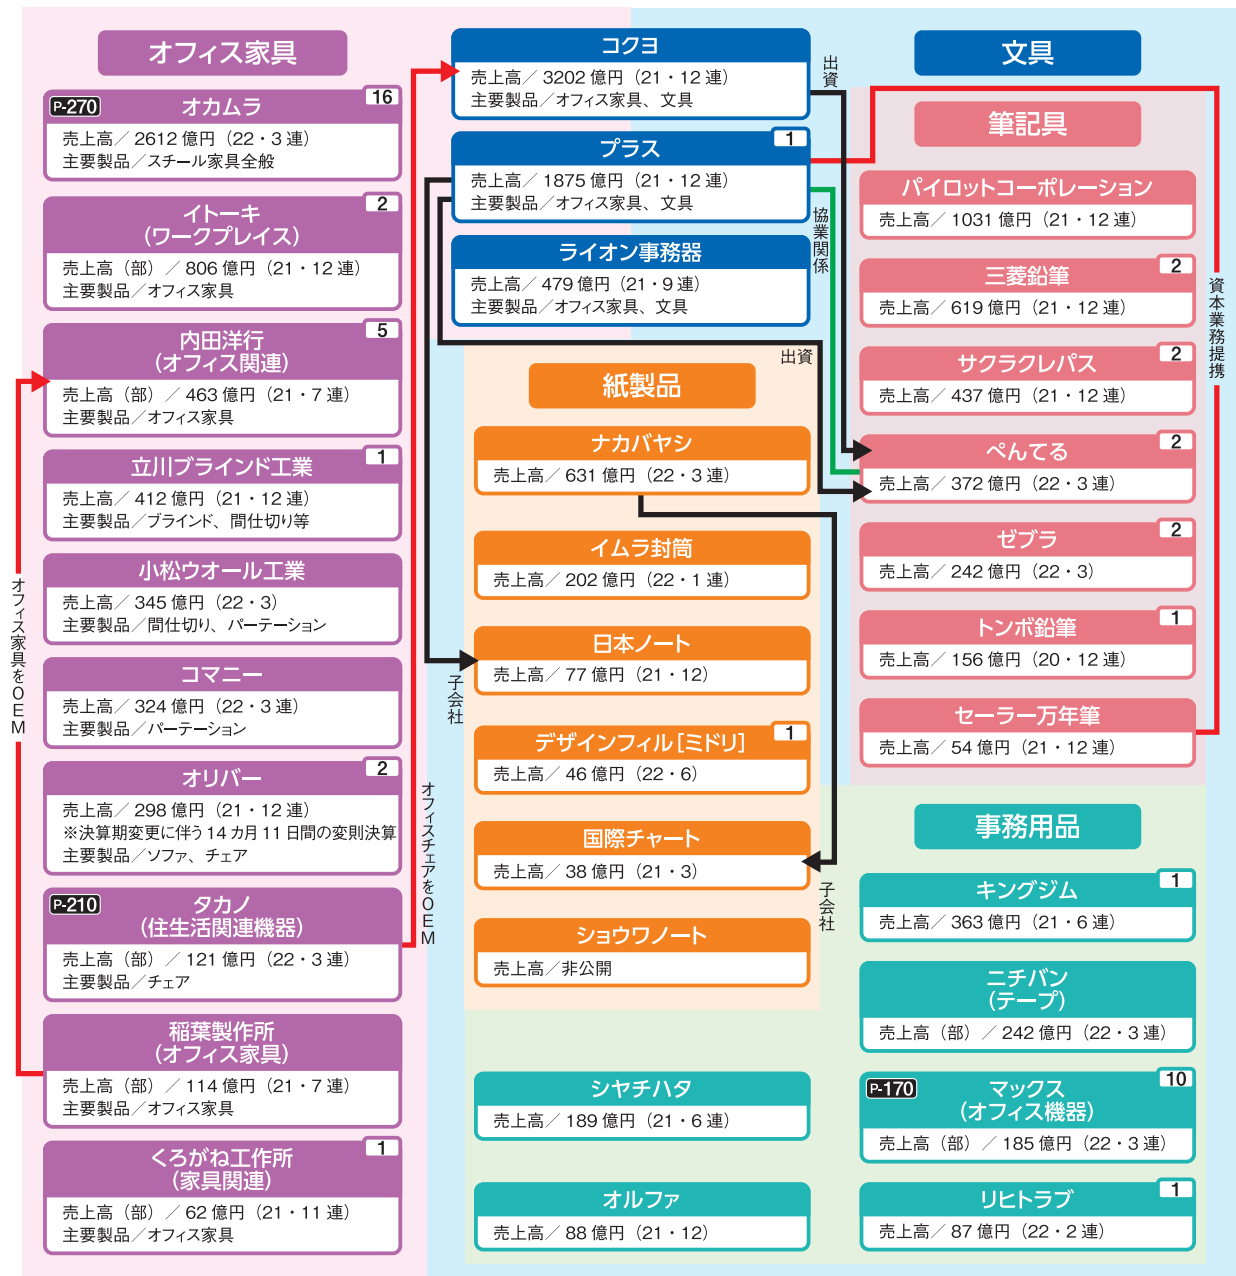 オフィス家具
P-270
オカムラ
16
売上高／2612億円（22・3連）
主要製品／スチール家具全般
イトーキ
（ワークプレイス）
2
売上高（部）／806億円（21・12連）
主要製品／オフィス家具
内田洋行
（オフィス関連）
5
売上高（部）／463億円（21・7連）
主要製品／オフィス家具
立川ブラインド工業
1
売上高／412億円（21・12連）
主要製品／ブラインド、間仕切り等
小松ウオール工業
売上高／345億円（22・3）
主要製品／間仕切り、パーテーション
コマニー
売上高／324億円（22・3連）
主要製品／パーテーション
オリバー
2
売上高／298億円（21・12連）
※決算期変更に伴う14カ月11日間の変則決算
主要製品／ソファ、チェア
P-210
タカノ
（住生活関連機器）
売上高（部）／121億円（22・3連）
主要製品／チェア
稲葉製作所
（オフィス家具）
売上高（部）／114億円（21・7連）
主要製品／オフィス家具
くろがね工作所
（家具関連）
1
売上高（部）／62億円（21・11連）
主要製品／オフィス家具
オフィス家具をOEM
オフィスチェアをOEM
コクヨ
売上高／3202億円（21・12連）
主要製品／オフィス家具、文具
プラス
1
売上高／1875億円（21・12連）
主要製品／オフィス家具、文具
ライオン事務器
売上高／479億円（21・9連）
主要製品／オフィス家具、文具
出資
協業関係
出資
子会社
紙製品
ナカバヤシ
売上高／631億円（22・3連）
イムラ封筒
売上高／202億円（22・1連）
日本ノート
売上高／77億円（21・12）
デザインフィル［ミドリ］
1
売上高／46億円（22・6）
国際チャート
売上高／38億円（21・3）
子会社
ショウワノート
売上高／非公開
文具
筆記具
パイロットコーポレーション
売上高／1031億円（21・12連）
三菱鉛筆
2
売上高／619億円（21・12連）
サクラクレパス
2
売上高／437億円（21・12連）
ぺんてる
2
売上高／372億円（22・3連）
ゼブラ
2
売上高／242億円（22・3）
トンボ鉛筆
1
売上高／156億円（20・12連）
セーラー万年筆
売上高／54億円（21・12連）
資本業務提携
事務用品
キングジム
1
売上高／363億円（21・6連）
ニチバン
（テープ）
売上高（部）／242億円（22・3連）
シヤチハタ
売上高／189億円（21・6連）
P-170
マックス
（オフィス機器）
10
売上高（部）／185億円（22・3連）
オルファ
売上高／88億円（21・12）
リヒトラブ
1
売上高／87億円（22・2連）